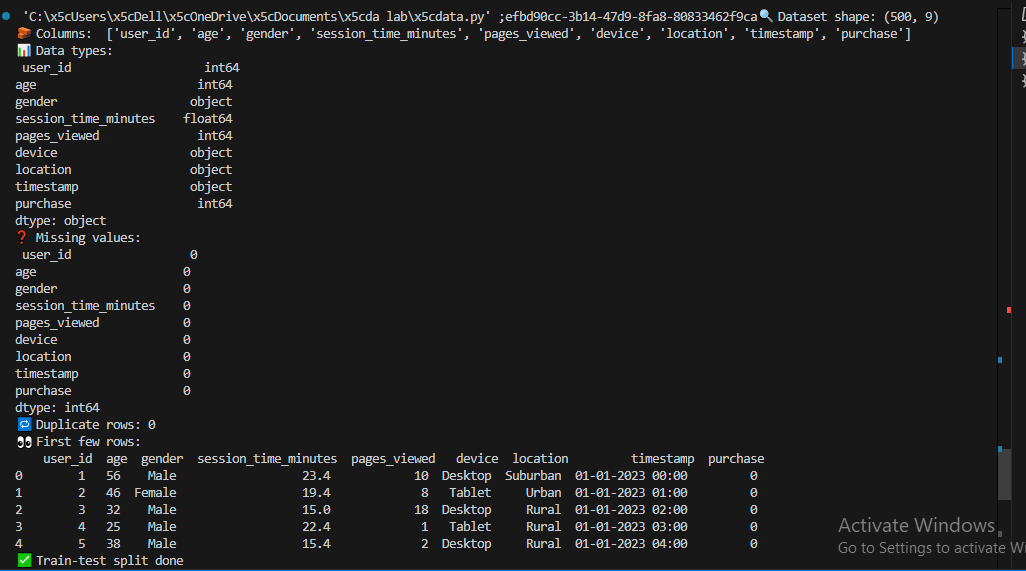 'C:\x5cUsers\x5cDell\x5cOneDrive\x5cDocuments\x5cda lab\x5cdata.py' ;efbd90cc-3b14-47d9-8fa8-80833462f9ca🔍 Dataset shape: (500, 9)
🧱 Columns:  ['user_id', 'age', 'gender', 'session_time_minutes', 'pages_viewed', 'device', 'location', 'timestamp', 'purchase']
📊 Data types:
 user_id                   int64
age                       int64
gender                   object
session_time_minutes    float64
pages_viewed              int64
device                   object
location                 object
timestamp                object
purchase                  int64
dtype: object
❓ Missing values:
 user_id                 0
age                     0
gender                  0
session_time_minutes    0
pages_viewed            0
device                  0
location                0
timestamp               0
purchase                0
dtype: int64
🔁 Duplicate rows: 0
👀 First few rows:
    user_id  age  gender  session_time_minutes  pages_viewed   device  location         timestamp  purchase
0        1   56    Male                  23.4            10  Desktop  Suburban  01-01-2023 00:00         0
1        2   46  Female                  19.4             8   Tablet     Urban  01-01-2023 01:00         0
2        3   32    Male                  15.0            18  Desktop     Rural  01-01-2023 02:00         0
3        4   25    Male                  22.4             1   Tablet     Rural  01-01-2023 03:00         0
4        5   38    Male                  15.4             2  Desktop     Rural  01-01-2023 04:00         0
✅ Train-test split done
Activate Windows
Go to Settings to activate Wi